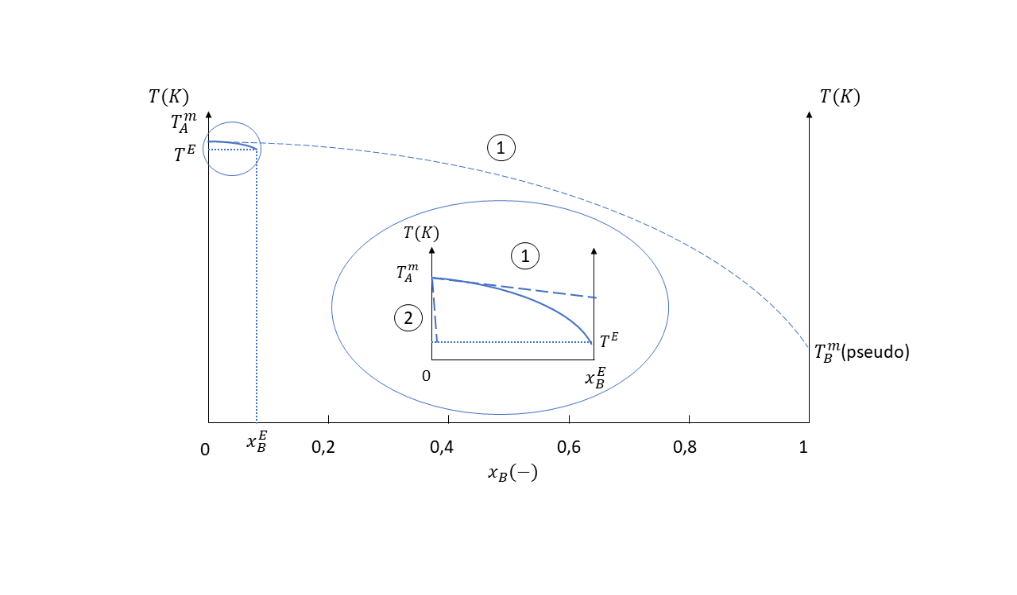 T(K)
T(K)
T_A^m
1
T^E
T(K)
1
T_A^m
2
T^E
T_B^m(pseudo)
0
x_B^E
0
x_B^E
0,2
0,4
0,6
0,8
1
x_B(−)